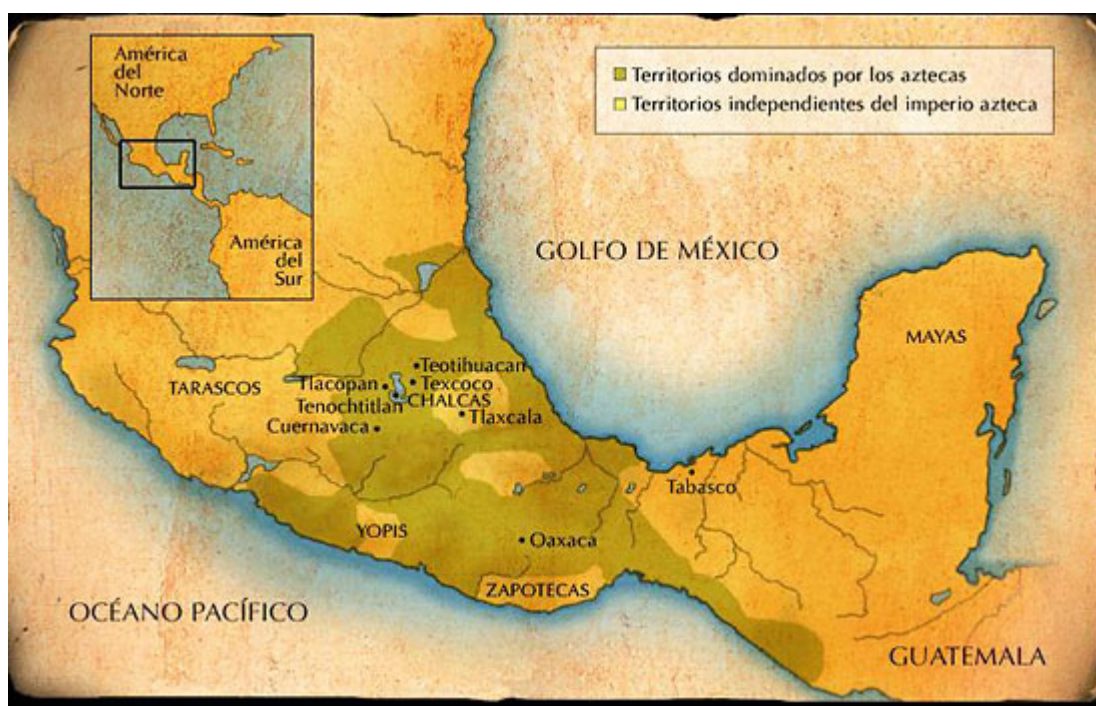 América
del
Norte
América
del
Sur
Territorios dominados por los aztecas
Territorios independientes del imperio azteca
GOLFO DE MÉXICO
MAYAS
TARASCOS
Teotihuacan
Tlacopan
Texcoco
CHALCAS
Tenochtitlan
Tlaxcala
Cuernavaca
Tabasco
YOPIS
Oaxaca
ZAPOTECAS
OCÉANO PACÍFICO
GUATEMALA